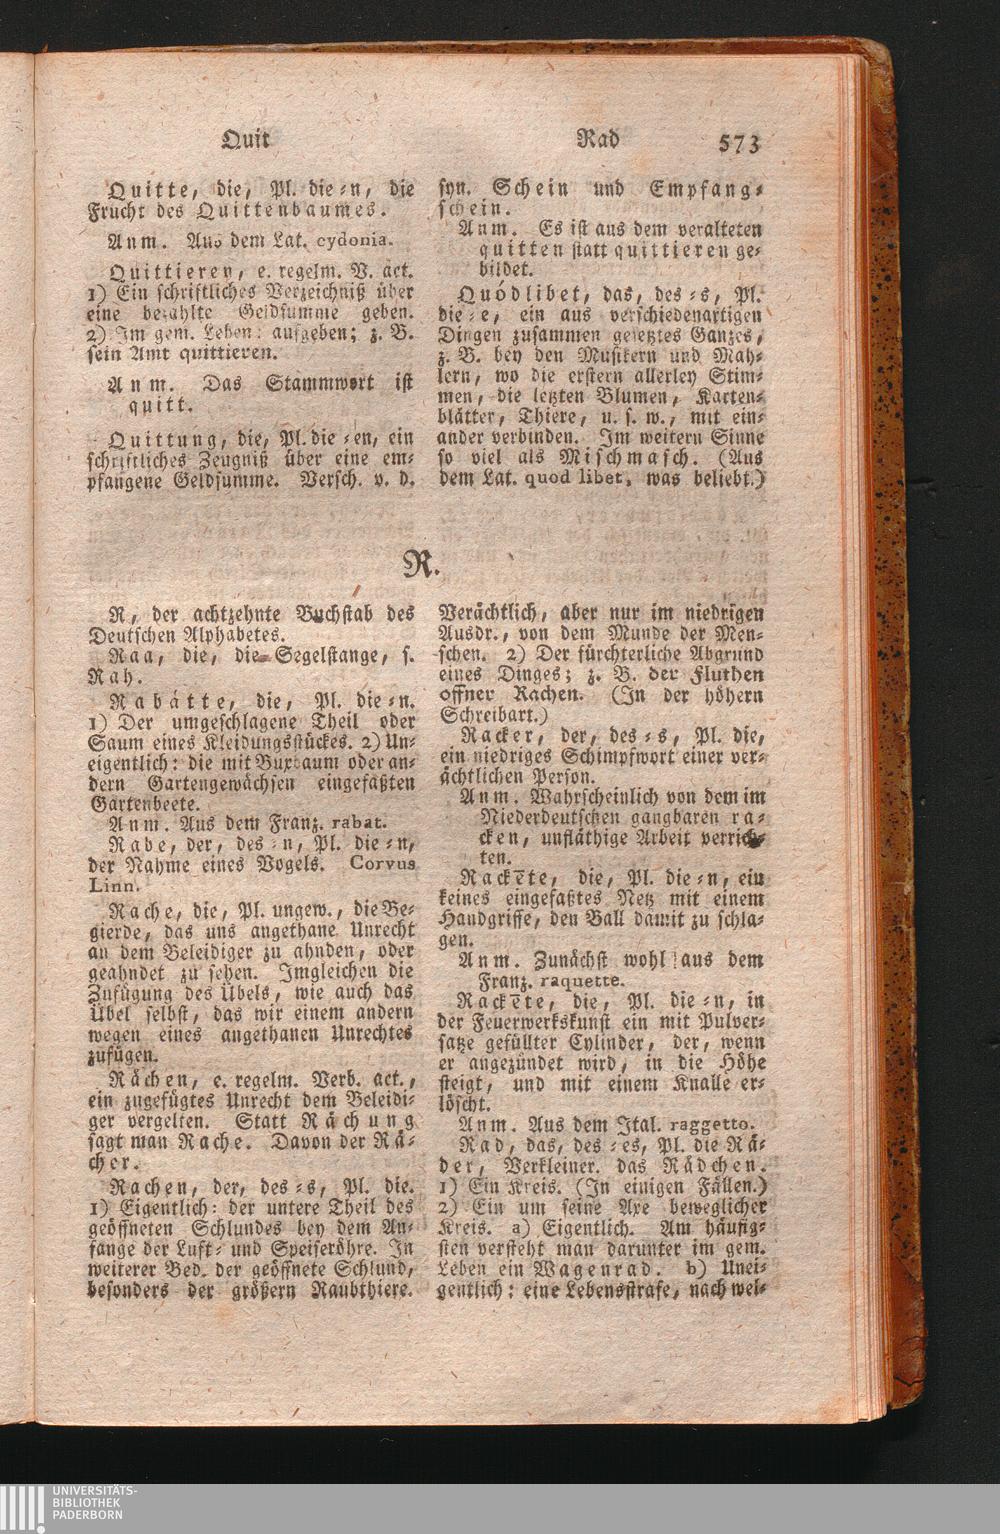 Quit Rad 573
Quitte, die, Pl. die-n, die
Frucht des Quittenbaumes.
Anm. Aus dem Lat. cydonia.
Quittieren, e. regelm. V. act.
1) Ein schriftliches Verzeichniß über
eine bezahlte Geldsumme geben.
2) Im gem. Leben: aufgeben; z. B.
sein Amt quittieren.
Anm. Das Stammwort ist
quitt.
Quittung, die, Pl. die-en, ein
schriftliches Zeugniß über eine em-
pfangene Geldsumme. Versch. v. d.
syn. Schein und Empfang-
schein.
Anm. Es ist aus dem veralteten
quitten statt quittieren ge-
bildet.
Quódlibet, das, des-s, Pl.
die-e, ein aus verschiedenartigen
Dingen zusammen gesetztes Ganzes,
z. B. bey den Musikern und Mah-
lern, wo die erstern allerley Stim-
men, die letzten Blumen, Karten-
blätter, Thiere, u. s. w., mit ein-
ander verbinden. Im weitern Sinne
so viel als Mischmasch. (Aus
dem Lat. quod libet, was beliebt.)
R.
R, der achtzehnte Buchstab des
Deutschen Alphabetes.
Raa, die, die Segelstange, s.
Rah.
Rabátte, die, Pl. die-n.
1) Der umgeschlagene Theil oder
Saum eines Kleidungsstückes. 2) Un-
eigentlich: die mit Buxbaum oder an-
dern Gartengewächsen eingefaßten
Gartenbeete.
Anm. Aus dem Franz. rabat.
Rabe, der, des-n, Pl. die-n,
der Nahme eines Vogels. Corvus
Linn.
Rache, die, Pl. ungew., die Be-
gierde, das uns angethane Unrecht
an dem Beleidiger zu ahnden, oder
geahndet zu sehen. Imgleichen die
Zufügung des Übels, wie auch das
Übel selbst, das wir einem andern
wegen eines angethanen Unrechtes
zufügen.
Rächen, e. regelm. Verb. act.,
ein zugefügtes Unrecht dem Beleidi-
ger vergelten. Statt Rächung
sagt man Rache. Davon der Rä-
cher.
Rachen, der, des-s, Pl. die.
1) Eigentlich: der untere Theil des
geöffneten Schlundes bey dem An-
fange der Luft- und Speiseröhre. In
weiterer Bed. der geöffnete Schlund,
besonders der größern Raubthiere.
Verächtlich, aber nur im niedrigen
Ausdr., von dem Munde der Men-
schen. 2) Der fürchterliche Abgrund
eines Dinges; z. B. der Fluthen
offner Rachen. (In der höhern
Schreibart.)
Racker, der, des-s, Pl. die,
ein niedriges Schimpfwort einer ver-
ächtlichen Person.
Anm. Wahrscheinlich von dem im
Niederdeutschen gangbaren ra-
cken, unfläthige Arbeit verrich-
ten.
Rackēte, die, Pl. die-n, ein
keines eingefaßtes Netz mit einem
Handgriffe, den Ball damit zu schla-
gen.
Anm. Zunächst wohl aus dem
Franz. raquette.
Rackēte, die, Pl. die-n, in
der Feuerwerkskunst ein mit Pulver-
satze gefüllter Cylinder, der, wenn
er angezündet wird, in die Höhe
steigt, und mit einem Knalle er-
löscht.
Anm. Aus dem Ital. raggetto.
Rad, das, des-es, Pl. die Rä-
der, Verkleiner. das Rädchen.
1) Ein Kreis. (In einigen Fällen.)
2) Ein um seine Axe beweglicher
Kreis. a) Eigentlich. Am häufig-
sten versteht man darunter im gem.
Leben ein Wagenrad. b) Unei-
gentlich: eine Lebensstrafe, nach wel-
UNIVERSITÄTS-
BIBLIOTHEK
PADERBORN